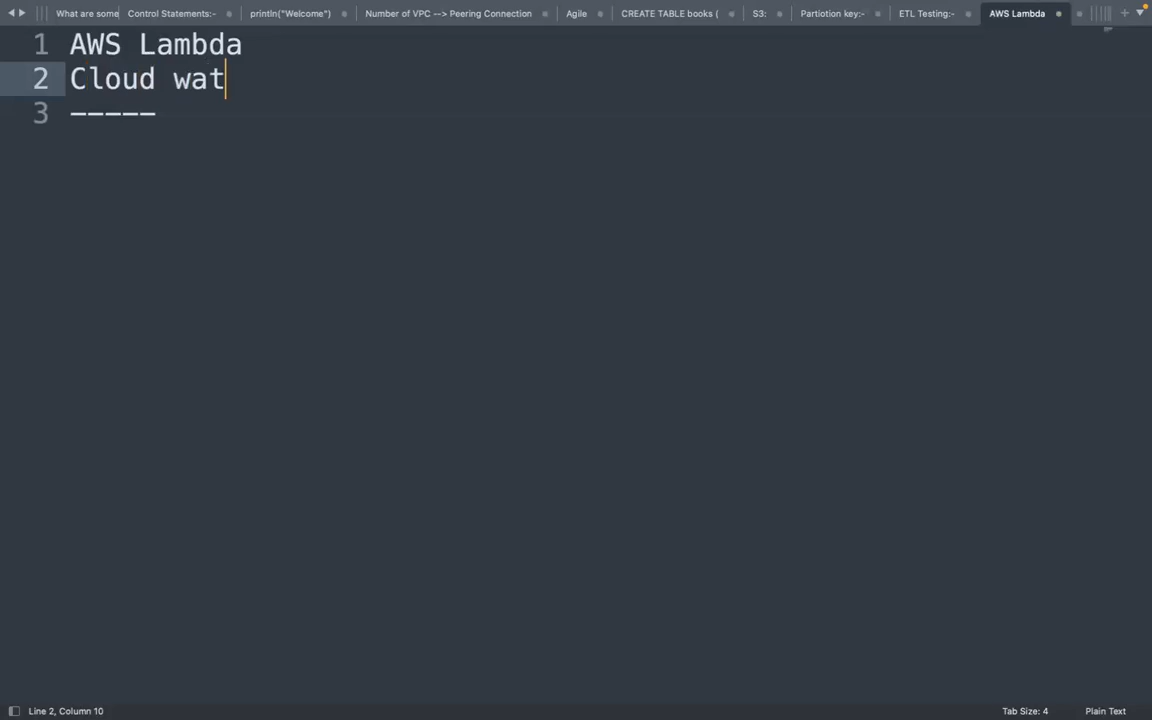 What are some Control Statements:- println("Welcome") Number of VPC --> Peering Connection Agile CREATE TABLE books ( S3: Partiotion key:- ETL Testing:- AWS Lambda
1 AWS Lambda
2 Cloud wat
3 -----
Line 2, Column 10 Tab Size: 4 Plain Text